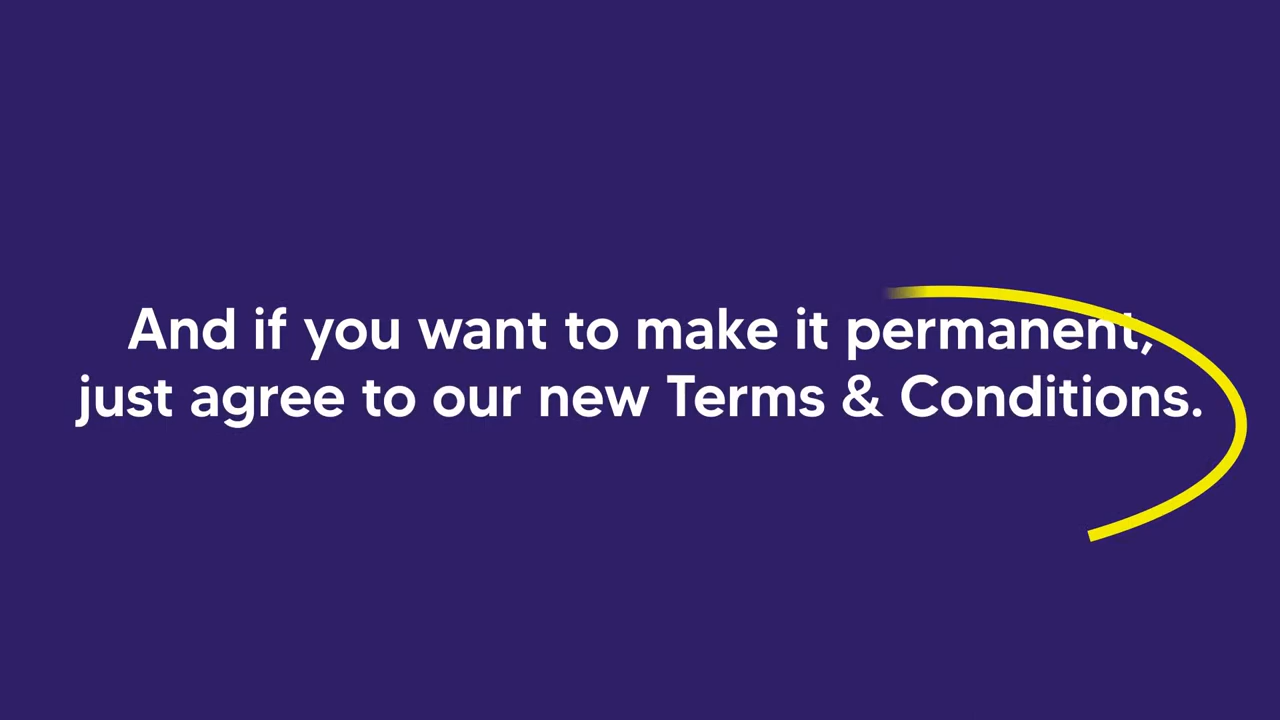 And if you want to make it permanent,
just agree to our new Terms & Conditions.